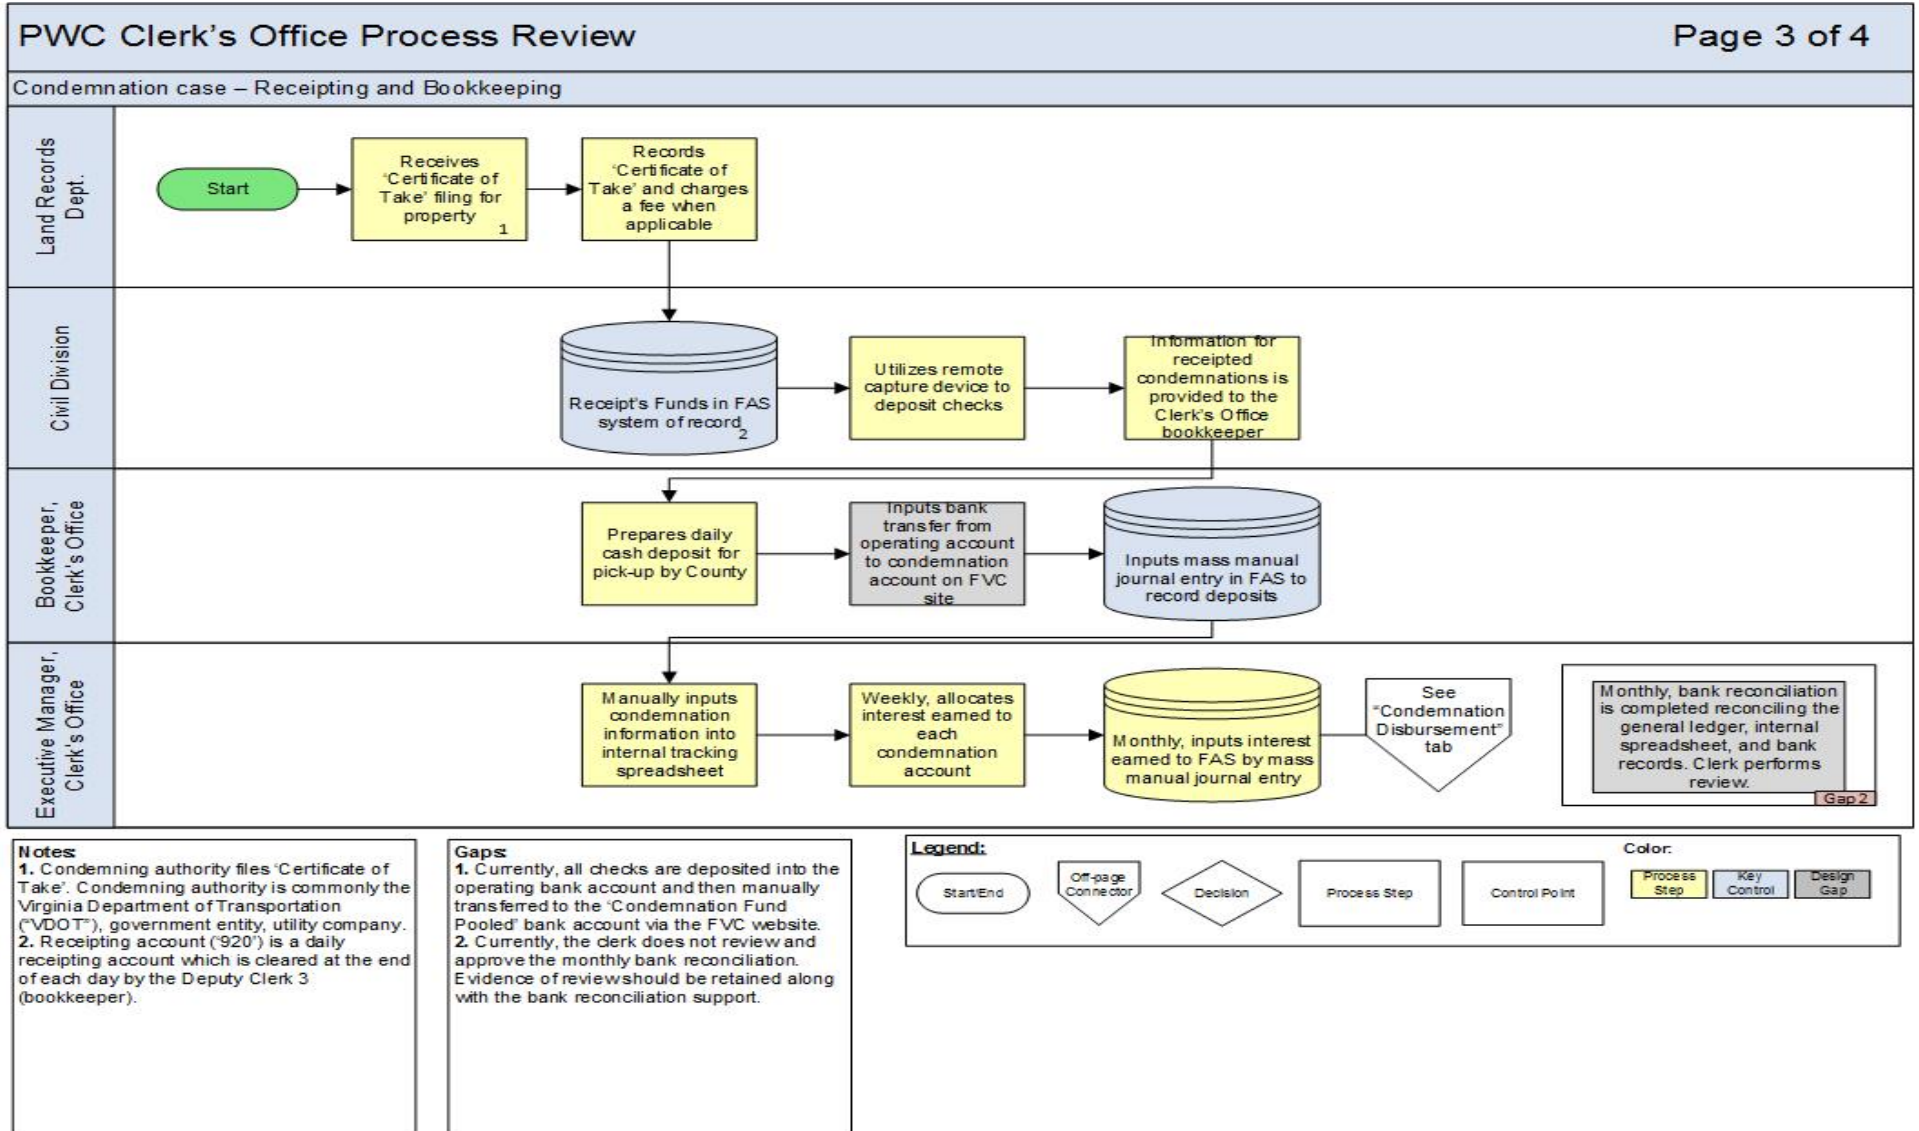 PWC Clerk's Office Process Review
Page 3 of 4
Condemnation case – Receipting and Bookkeeping
Land Records
Dept.
Start
Receives
'Certificate of
Take' filing for
property
1
Records
'Certificate of
Take' and charges
a fee when
applicable
Civil Division
Receipt's Funds in FAS
system of record
2
Utilizes remote
capture device to
deposit checks
Information for
receipted
condemnations is
provided to the
Clerk's Office
bookkeeper
Bookkeeper,
Clerk's Office
Prepares daily
cash deposit for
pick-up by County
Inputs bank
transfer from
operating account
to condemnation
account on FVC
site
Inputs mass manual
journal entry in FAS to
record deposits
Executive Manager,
Clerk's Office
Manually inputs
condemnation
information into
internal tracking
spreadsheet
Weekly, allocates
interest earned to
each
condemnation
account
Monthly, inputs interest
earned to FAS by mass
manual journal entry
See
"Condemnation
Disbursement"
tab
Monthly, bank reconciliation
is completed reconciling the
general ledger, internal
spreadsheet, and bank
records. Clerk performs
review.
Gap 2
Notes:
1. Condemning authority files 'Certificate of
Take'. Condemning authority is commonly the
Virginia Department of Transportation
("VDOT"), government entity, utility company.
2. Receipting account ('920') is a daily
receipting account which is cleared at the end
of each day by the Deputy Clerk 3
(bookkeeper).
Gaps:
1. Currently, all checks are deposited into the
operating bank account and then manually
transferred to the 'Condemnation Fund
Pooled' bank account via the FVC website.
2. Currently, the clerk does not review and
approve the monthly bank reconciliation.
Evidence of review should be retained along
with the bank reconciliation support.
Legend:
Start/End
Off-page
Connector
Decision
Process Step
Control Point
Color:
Process
Step
Key
Control
Design
Gap